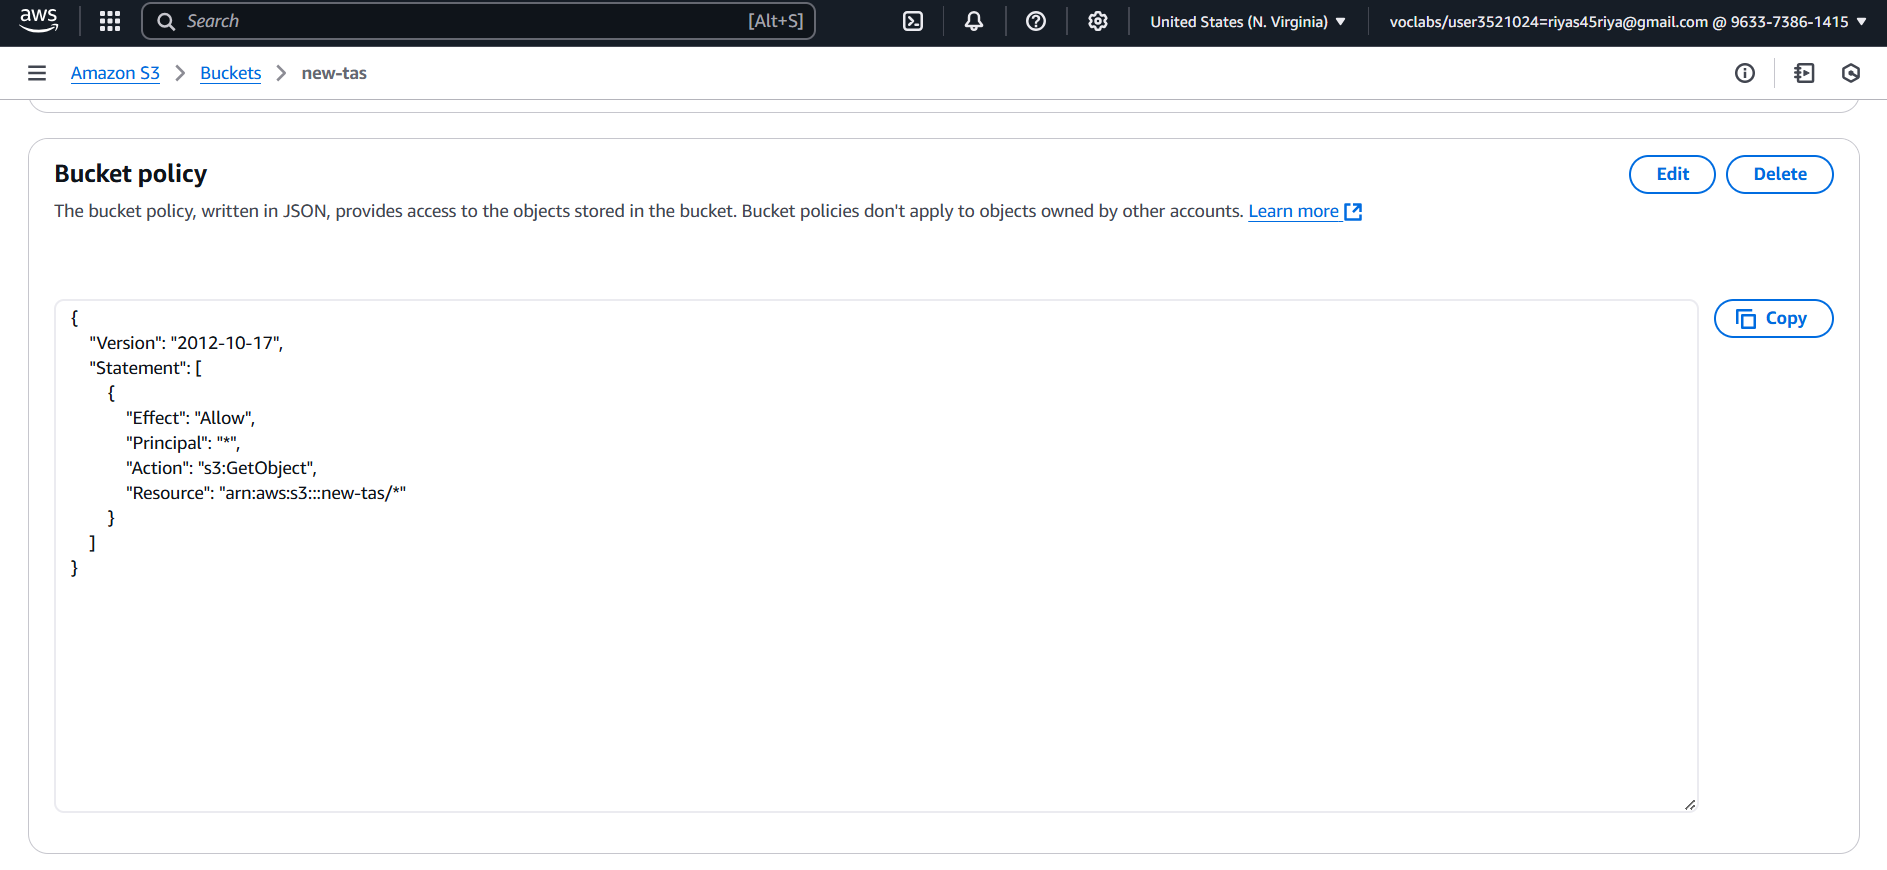 aws
Search [Alt+S] United States (N. Virginia) voclabs/user3521024=riyas45riya@gmail.com @ 9633-7386-1415
Amazon S3 Buckets new-tas
Bucket policy
Edit Delete
The bucket policy, written in JSON, provides access to the objects stored in the bucket. Bucket policies don't apply to objects owned by other accounts. Learn more
Copy
{
"Version": "2012-10-17",
"Statement": [
{
"Effect": "Allow",
"Principal": "*",
"Action": "s3:GetObject",
"Resource": "arn:aws:s3:::new-tas/*"
}
]
}